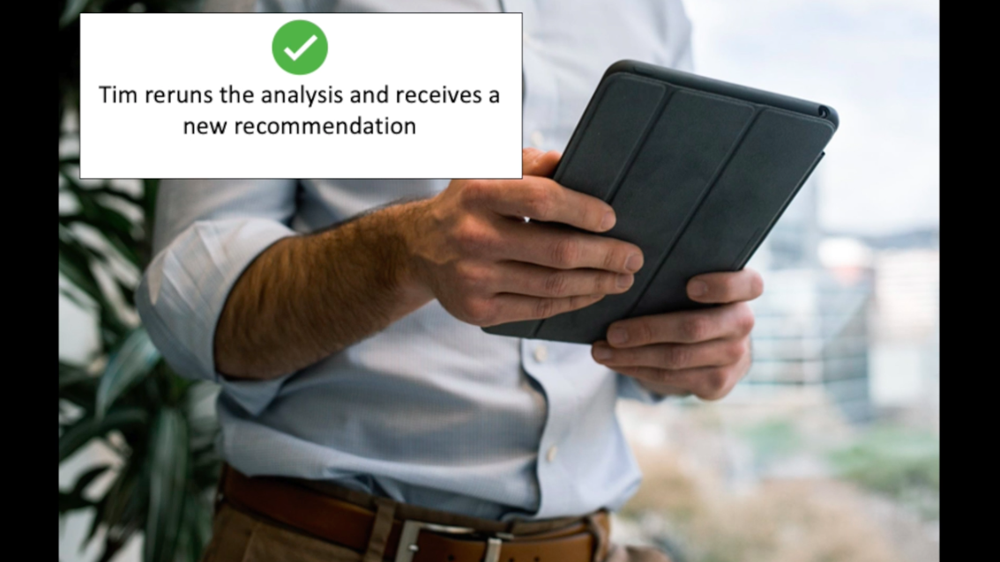 Tim reruns the analysis and receives a
new recommendation